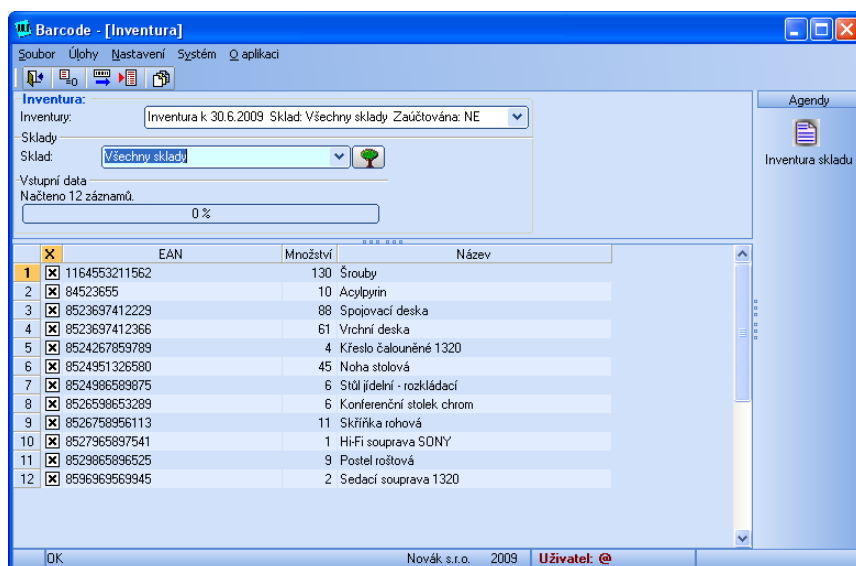 Barcode - [Inventura]
Soubor Úlohy Nastavení Systém O aplikaci
Inventura:
Inventury: Inventura k 30.6.2009 Sklad: Všechny sklady Zaúčtována: NE
Sklady
Sklad: Všechny sklady
Vstupní data
Načteno 12 záznamů.
0 %
Agendy
Inventura skladu
X EAN Množství Název
1 1164553211562 130 Šrouby
2 84523655 10 Acylpyrin
3 8523697412229 88 Spojovací deska
4 8523697412366 61 Vrchní deska
5 8524267859789 4 Křeslo čalouněné 1320
6 8524951326580 45 Noha stolová
7 8524986589875 6 Stůl jídelní - rozkládací
8 8526598653289 6 Konferenční stolek chrom
9 8526758956113 11 Skříňka rohová
10 8527965897541 1 Hi-Fi souprava SONY
11 8529865896525 9 Postel roštová
12 8596969569945 2 Sedací souprava 1320
OK Novák s.r.o. 2009 Uživatel: @